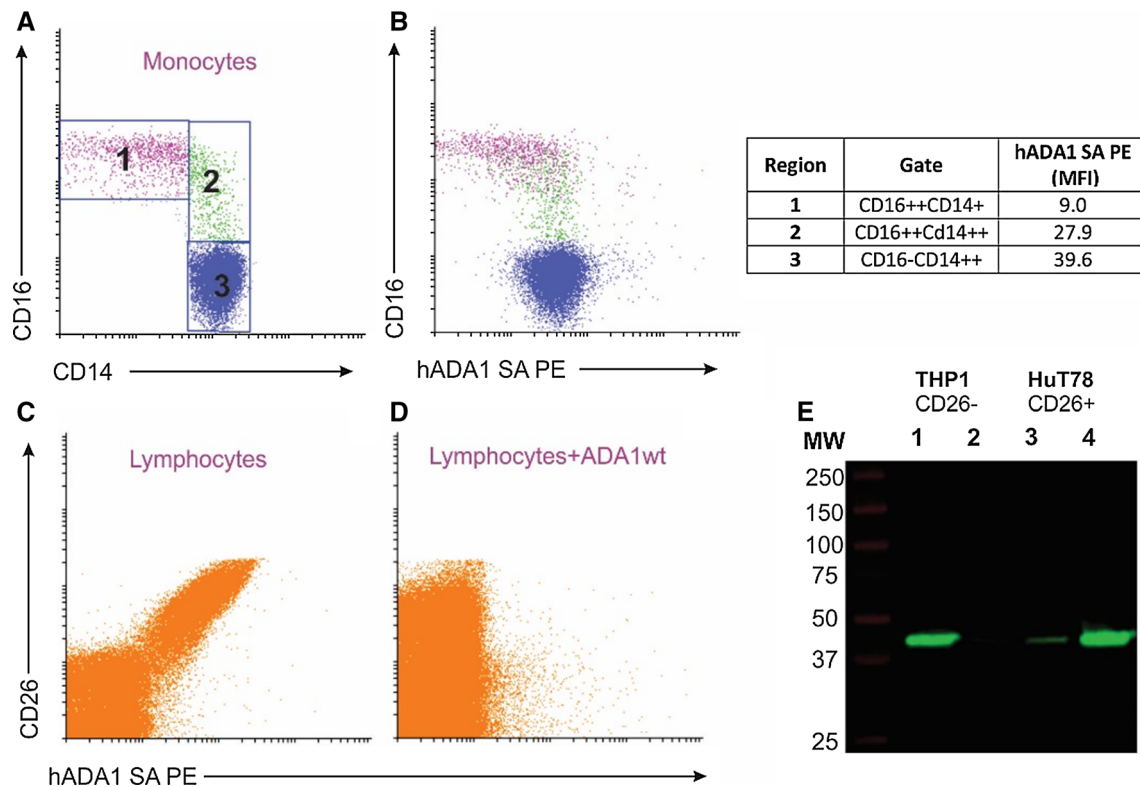 A
Monocytes
1
2
3
CD16
CD14
B
CD16
hADA1 SA PE
Region Gate hADA1 SA PE (MFI)
1 CD16++CD14+ 9.0
2 CD16++Cd14++ 27.9
3 CD16-CD14++ 39.6
C
Lymphocytes
CD26
D
Lymphocytes+ADA1wt
hADA1 SA PE
E
THP1 HuT78
CD26- CD26+
MW 1 2 3 4
250
150
100
75
50
37
25